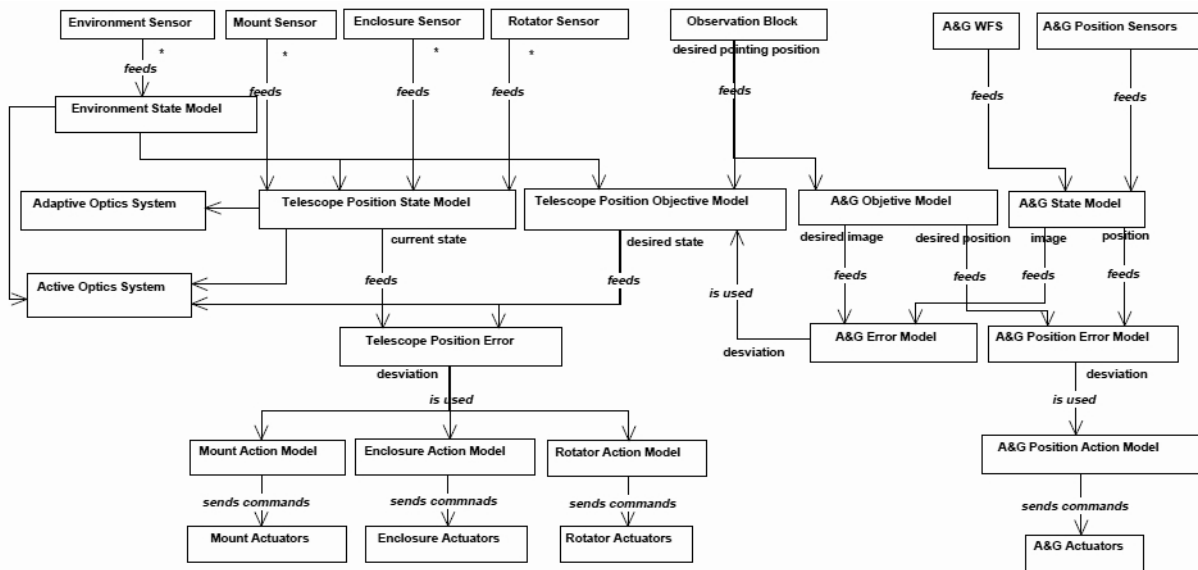 Environment Sensor
Mount Sensor
Enclosure Sensor
Rotator Sensor
Observation Block
A&G WFS
A&G Position Sensors
desired pointing position
*
*
*
*
feeds
feeds
feeds
feeds
feeds
feeds
feeds
Environment State Model
Adaptive Optics System
Telescope Position State Model
Telescope Position Objective Model
A&G Objetive Model
A&G State Model
current state
desired state
desired image
desired position
image
position
Active Optics System
feeds
feeds
is used
feeds
feeds
feeds
feeds
Telescope Position Error
A&G Error Model
A&G Position Error Model
desviation
desviation
desviation
is used
is used
Mount Action Model
Enclosure Action Model
Rotator Action Model
A&G Position Action Model
sends commands
sends commnads
sends commands
sends commands
Mount Actuators
Enclosure Actuators
Rotator Actuators
A&G Actuators